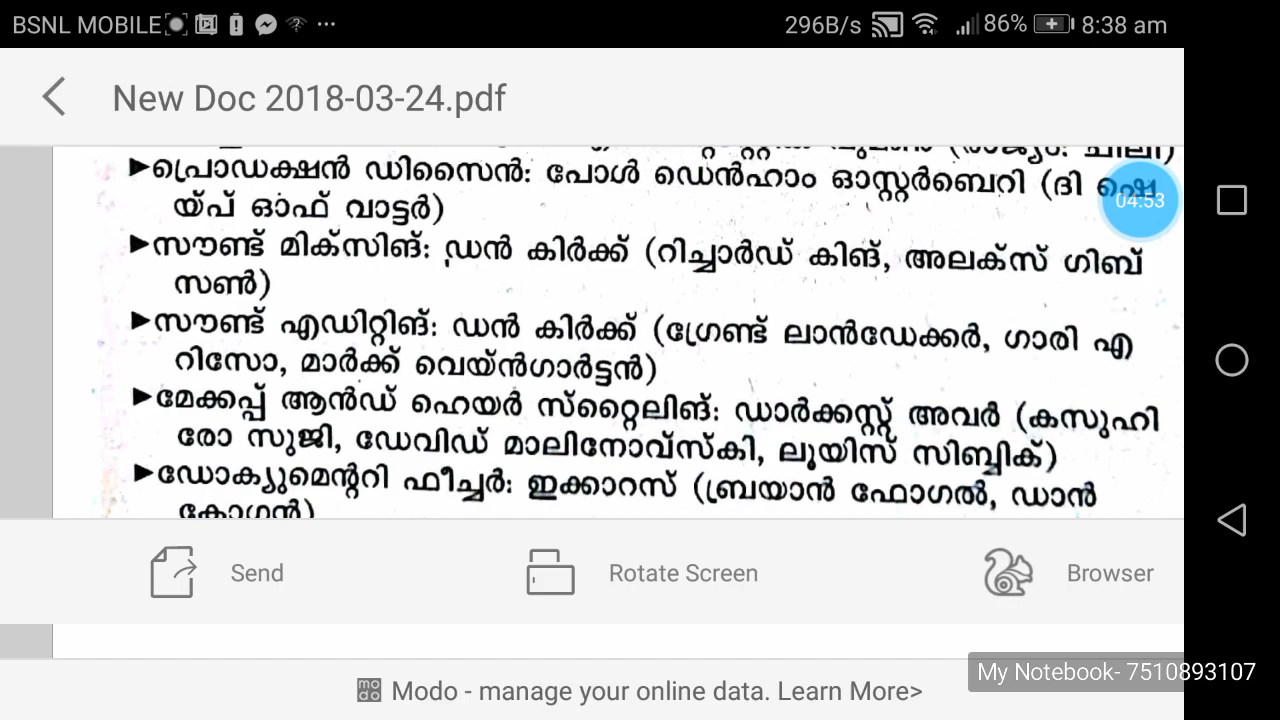 BSNL MOBILE ... 296B/s 86% 8:38 am
New Doc 2018-03-24.pdf
(രാജ്യം: ചിലി)
►പ്രൊഡക്ഷൻ ഡിസൈൻ: പോൾ ഡെൻഹാം ഓസ്റ്റർബെറി (ദി ഷെ
04:53
യ്പ് ഓഫ് വാട്ടർ)
►സൗണ്ട് മിക്സിങ്: ഡൻ കിർക്ക് (റിച്ചാർഡ് കിങ്, അലക്സ് ഗിബ്
സൺ)
►സൗണ്ട് എഡിറ്റിങ്: ഡൻ കിർക്ക് (ഗ്രേണ്ട് ലാൻഡേക്കർ, ഗാരി എ
റിസോ, മാർക്ക് വെയ്ൻഗാർട്ടൻ)
►മേക്കപ്പ് ആൻഡ് ഹെയർ സ്റ്റൈലിങ്: ഡാർക്കസ്റ്റ് അവർ (കസുഹി
രോ സുജി, ഡേവിഡ് മാലിനോവ്സ്കി, ലൂയിസ് സിബ്ബിക്)
►ഡോക്യുമെന്ററി ഫീച്ചർ: ഇക്കാറസ് (ബ്രയാൻ ഫോഗൽ, ഡാൻ
കോഗൻ)
Send Rotate Screen Browser
My Notebook- 7510893107
modo Modo - manage your online data. Learn More>